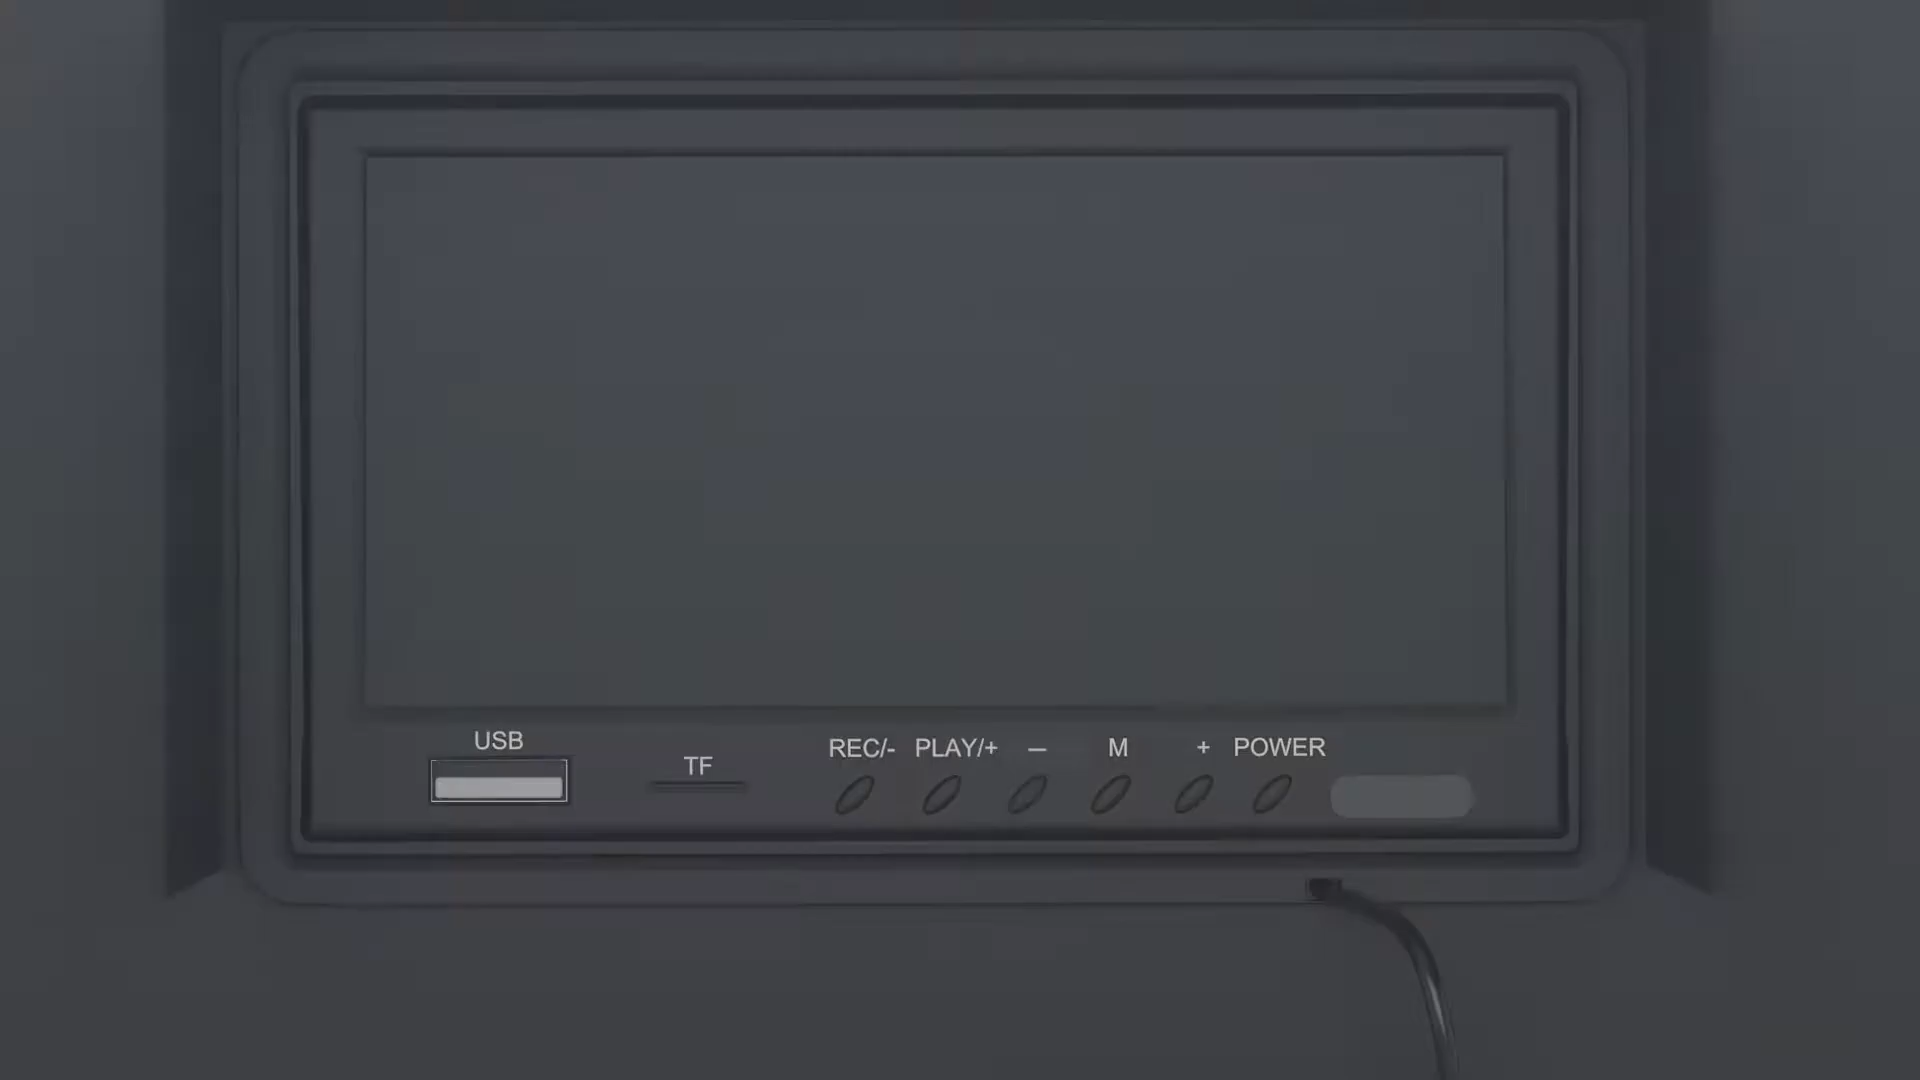 USB
TF
REC/- PLAY/+ — M + POWER